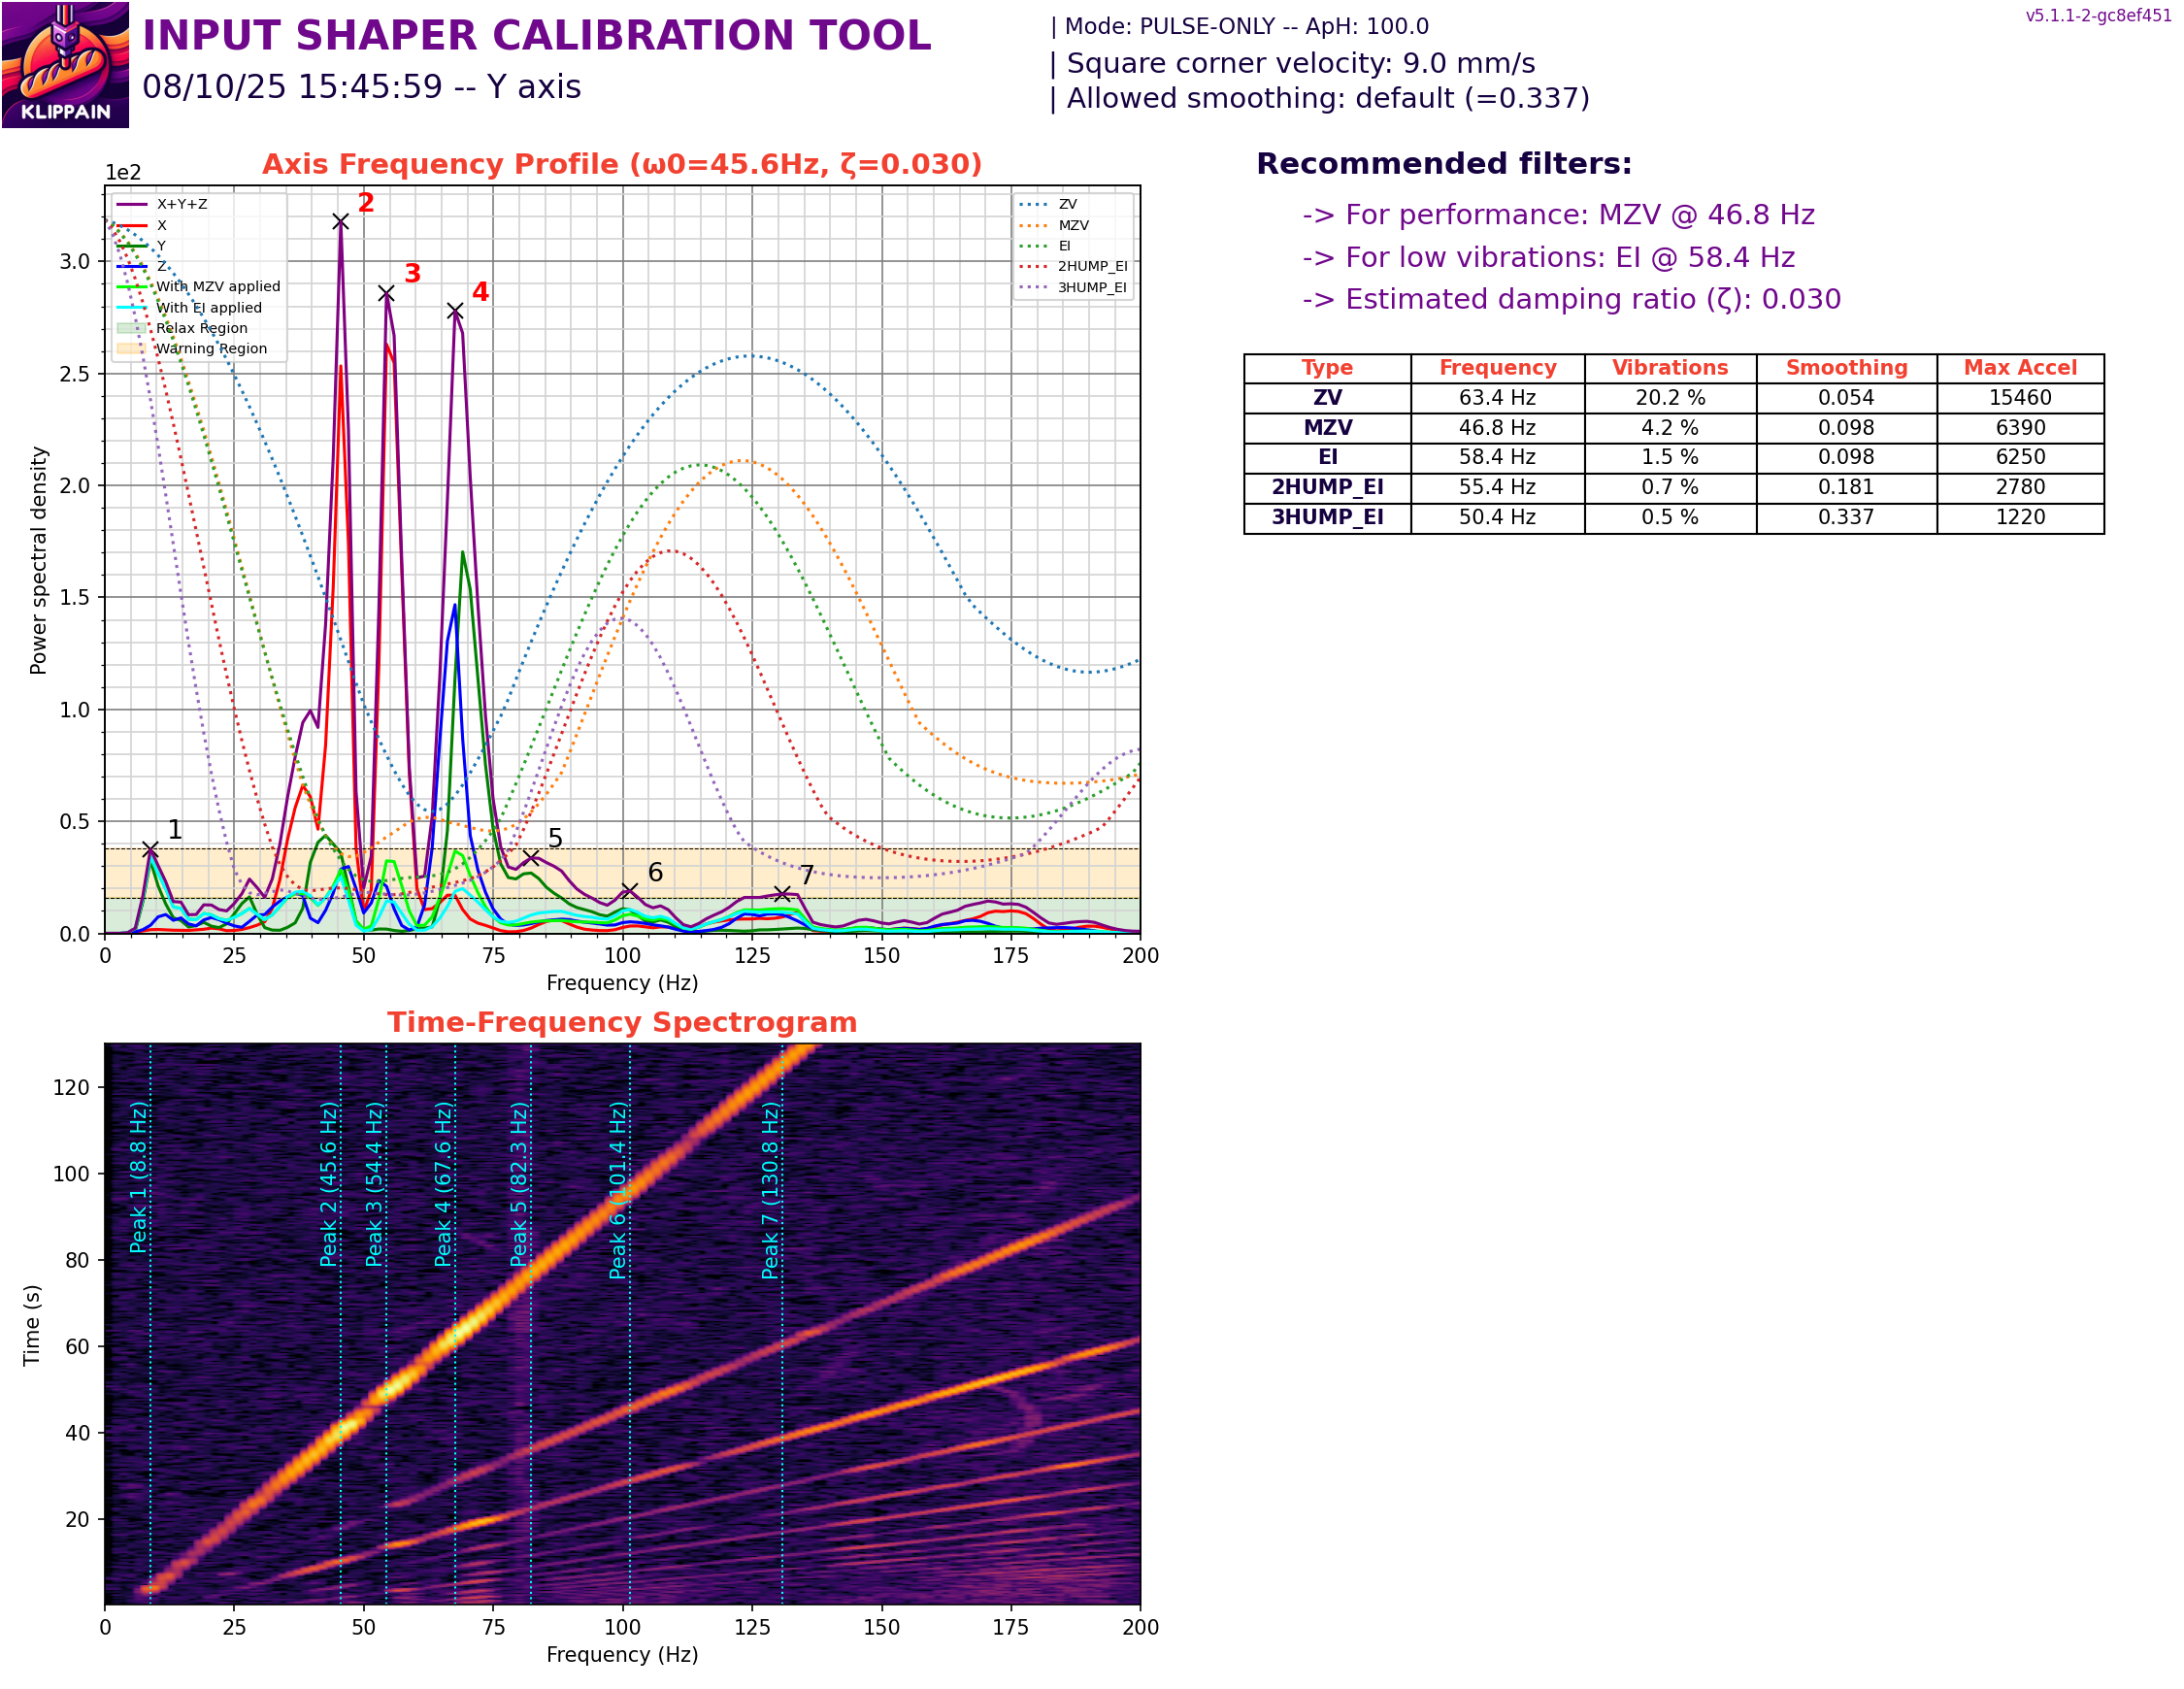 KLIPPAIN
INPUT SHAPER CALIBRATION TOOL
08/10/25 15:45:59 -- Y axis
| Mode: PULSE-ONLY -- ApH: 100.0
| Square corner velocity: 9.0 mm/s
| Allowed smoothing: default (=0.337)
v5.1.1-2-gc8ef451
Axis Frequency Profile (ω0=45.6Hz, ζ=0.030)
1e2
Power spectral density
3.0
2.5
2.0
1.5
1.0
0.5
0.0
X+Y+Z
X
Y
Z
With MZV applied
With EI applied
Relax Region
Warning Region
ZV
MZV
EI
2HUMP_EI
3HUMP_EI
1
2
3
4
5
6
7
0 25 50 75 100 125 150 175 200
Frequency (Hz)
Recommended filters:
-> For performance: MZV @ 46.8 Hz
-> For low vibrations: EI @ 58.4 Hz
-> Estimated damping ratio (ζ): 0.030
Type Frequency Vibrations Smoothing Max Accel
ZV 63.4 Hz 20.2 % 0.054 15460
MZV 46.8 Hz 4.2 % 0.098 6390
EI 58.4 Hz 1.5 % 0.098 6250
2HUMP_EI 55.4 Hz 0.7 % 0.181 2780
3HUMP_EI 50.4 Hz 0.5 % 0.337 1220
Time-Frequency Spectrogram
Time (s)
120
100
80
60
40
20
Peak 1 (8.8 Hz)
Peak 2 (45.6 Hz)
Peak 3 (54.4 Hz)
Peak 4 (67.6 Hz)
Peak 5 (82.3 Hz)
Peak 6 (101.4 Hz)
Peak 7 (130.8 Hz)
0 25 50 75 100 125 150 175 200
Frequency (Hz)